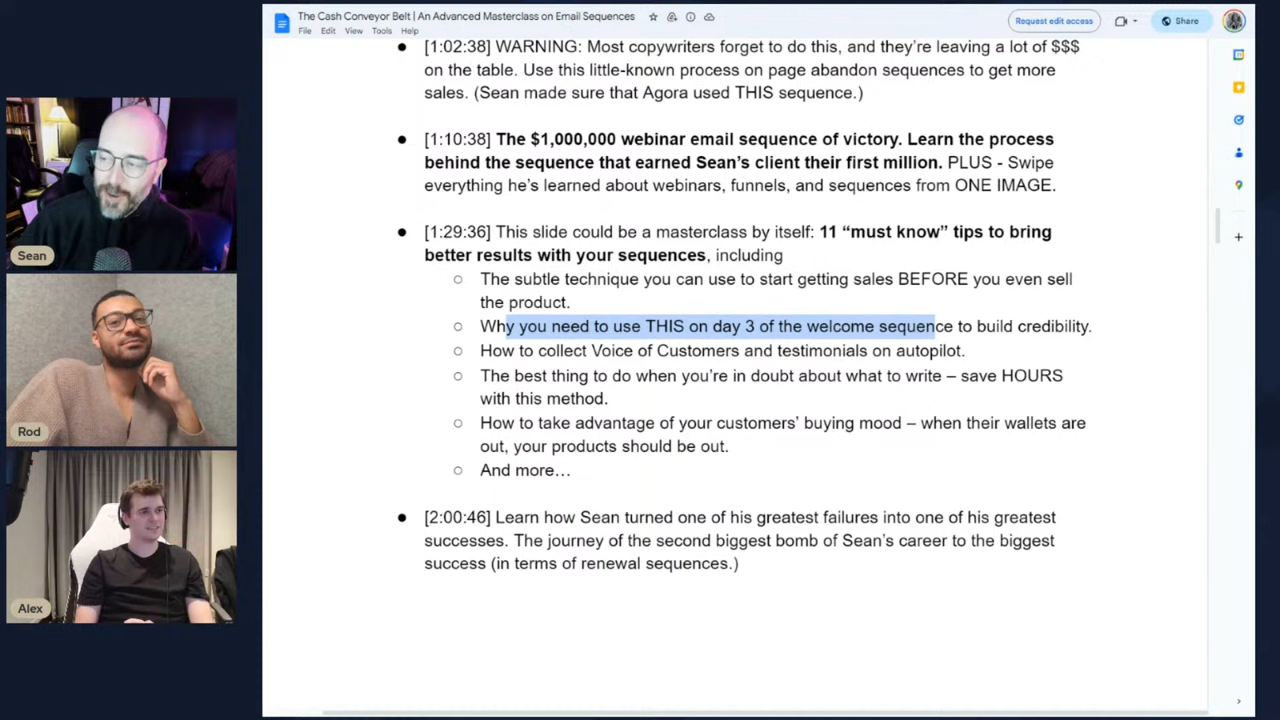 The Cash Conveyor Belt | An Advanced Masterclass on Email Sequences
File Edit View Tools Help
Request edit access
Share
● [1:02:38] WARNING: Most copywriters forget to do this, and they’re leaving a lot of $$$
on the table. Use this little-known process on page abandon sequences to get more
sales. (Sean made sure that Agora used THIS sequence.)
● [1:10:38] The $1,000,000 webinar email sequence of victory. Learn the process
behind the sequence that earned Sean’s client their first million. PLUS - Swipe
everything he’s learned about webinars, funnels, and sequences from ONE IMAGE.
● [1:29:36] This slide could be a masterclass by itself: 11 “must know” tips to bring
better results with your sequences, including
○ The subtle technique you can use to start getting sales BEFORE you even sell
the product.
○ Why you need to use THIS on day 3 of the welcome sequence to build credibility.
○ How to collect Voice of Customers and testimonials on autopilot.
○ The best thing to do when you’re in doubt about what to write – save HOURS
with this method.
○ How to take advantage of your customers’ buying mood – when their wallets are
out, your products should be out.
○ And more…
● [2:00:46] Learn how Sean turned one of his greatest failures into one of his greatest
successes. The journey of the second biggest bomb of Sean’s career to the biggest
success (in terms of renewal sequences.)
Sean
Rod
Alex